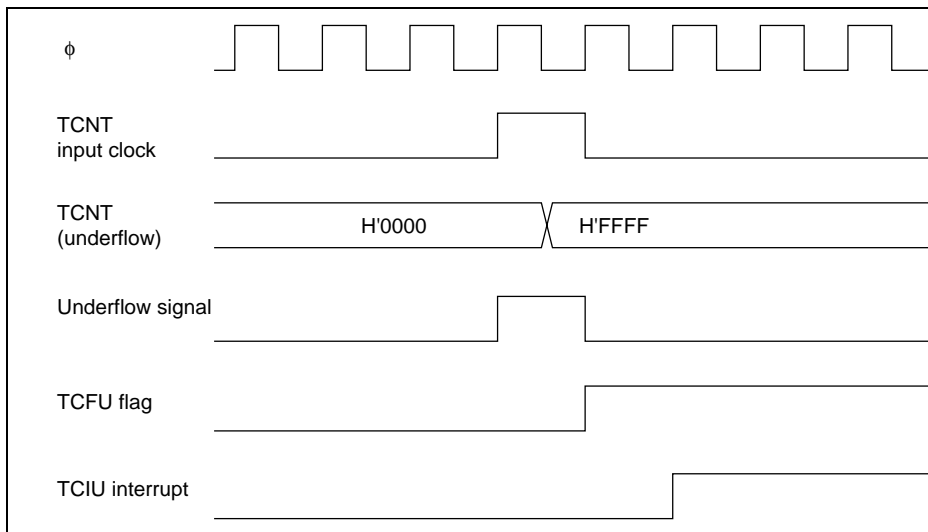 ϕ
TCNT
input clock
TCNT
(underflow)
H'0000
H'FFFF
Underflow signal
TCFU flag
TCIU interrupt